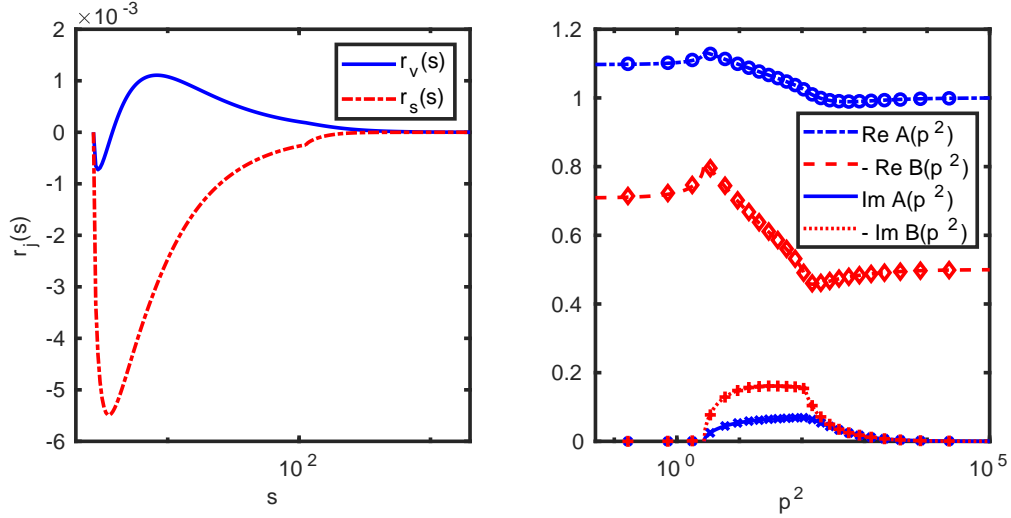 ×10⁻³
2
1
0
-1
-2
-3
-4
-5
-6
r_j(s)
r_v(s)
r_s(s)
10²
s
1.2
1
0.8
0.6
0.4
0.2
0
Re A(p²)
- Re B(p²)
Im A(p²)
- Im B(p²)
10⁰ 10⁵
p²